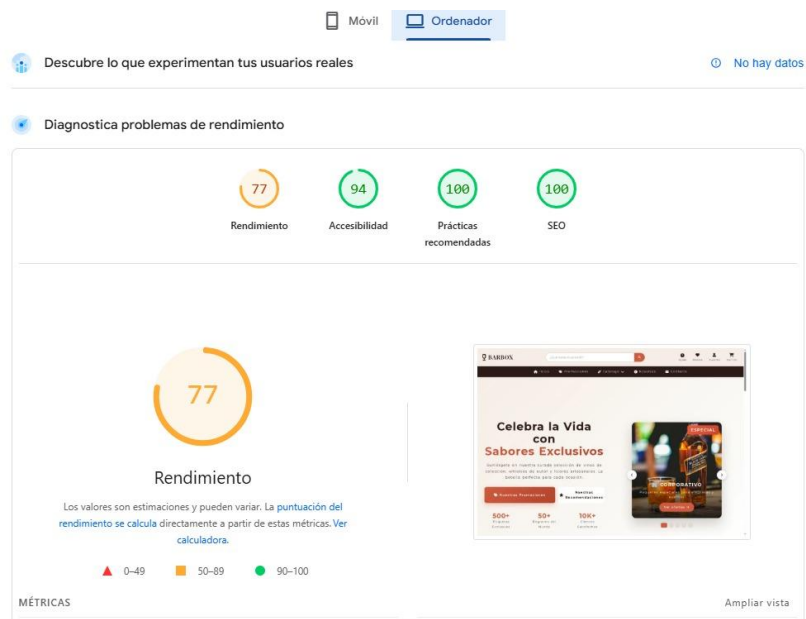 Móvil
Ordenador
Descubre lo que experimentan tus usuarios reales
No hay datos
Diagnostica problemas de rendimiento
77
94
100
100
Rendimiento
Accesibilidad
Prácticas
recomendadas
SEO
77
Rendimiento
Los valores son estimaciones y pueden variar. La puntuación del
rendimiento se calcula directamente a partir de estas métricas. Ver
calculadora.
0–49
50–89
90–100
BARBOX
Celebra la Vida
con
Sabores Exclusivos
ESPECIAL
500+
50+
10K+
MÉTRICAS
Ampliar vista